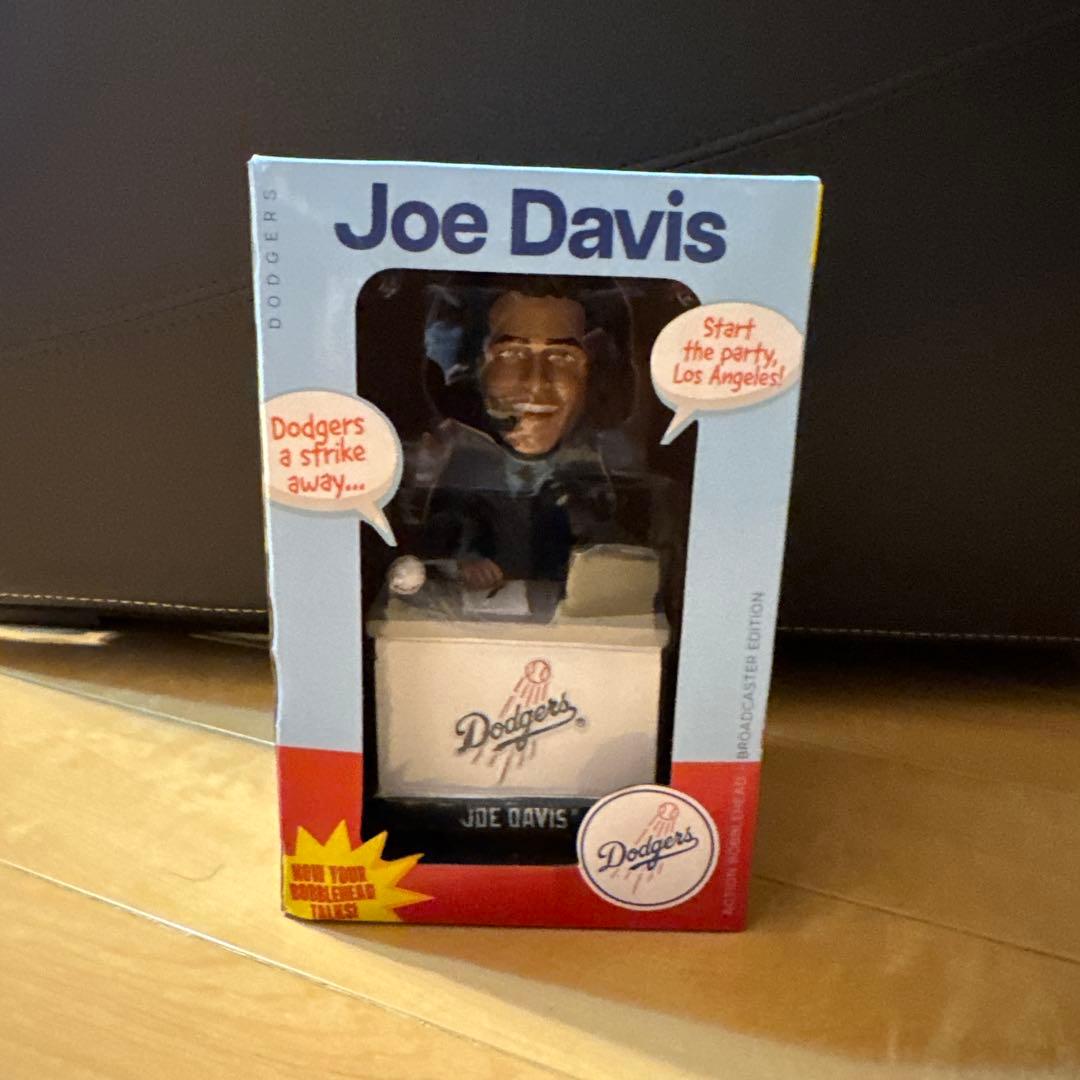 Joe Davis
DODGERS
Start
the party,
Los Angeles!
Dodgers
a strike
away...
Dodgers®
JOE DAVIS™
Dodgers
NOW YOUR
BOBBLEHEAD
TALKS!
ACTION BOBBLEHEAD BROADCASTER EDITION